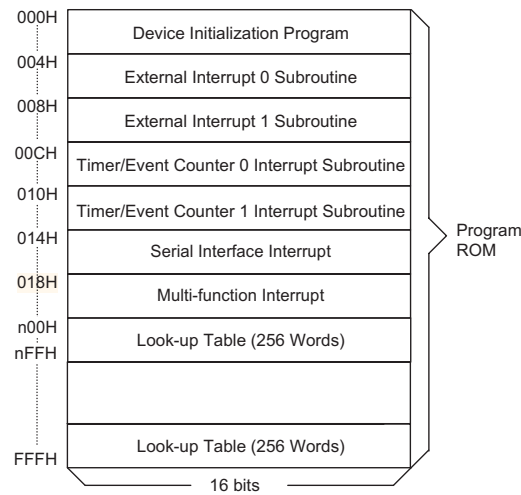 000H
Device Initialization Program
004H
External Interrupt 0 Subroutine
008H
External Interrupt 1 Subroutine
00CH
Timer/Event Counter 0 Interrupt Subroutine
010H
Timer/Event Counter 1 Interrupt Subroutine
014H
Serial Interface Interrupt
018H
Multi-function Interrupt
n00H
Look-up Table (256 Words)
nFFH
Look-up Table (256 Words)
FFFH
16 bits
Program
ROM